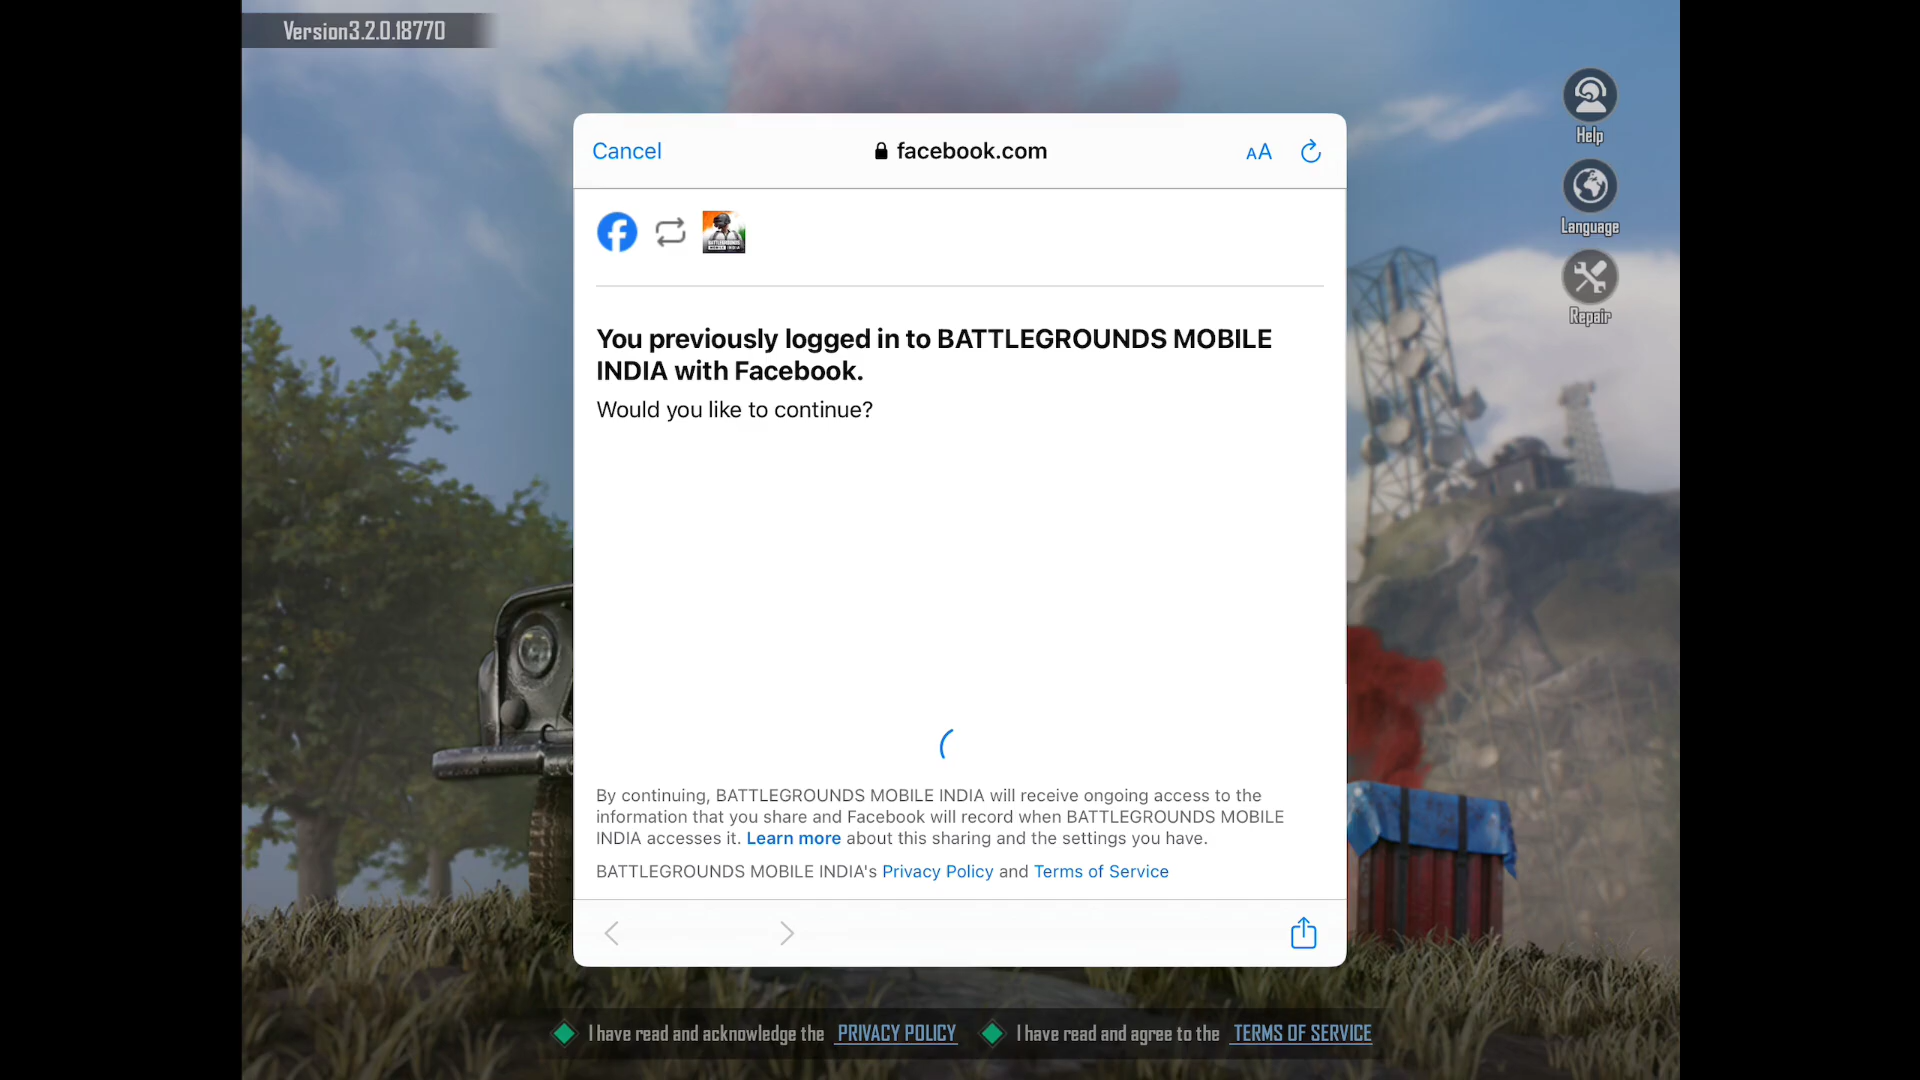 Version3.2.0.18770
Help
Language
Repair
Cancel
facebook.com
AA
You previously logged in to BATTLEGROUNDS MOBILE
INDIA with Facebook.
Would you like to continue?
By continuing, BATTLEGROUNDS MOBILE INDIA will receive ongoing access to the
information that you share and Facebook will record when BATTLEGROUNDS MOBILE
INDIA accesses it. Learn more about this sharing and the settings you have.
BATTLEGROUNDS MOBILE INDIA's Privacy Policy and Terms of Service
I have read and acknowledge the PRIVACY POLICY I have read and agree to the TERMS OF SERVICE